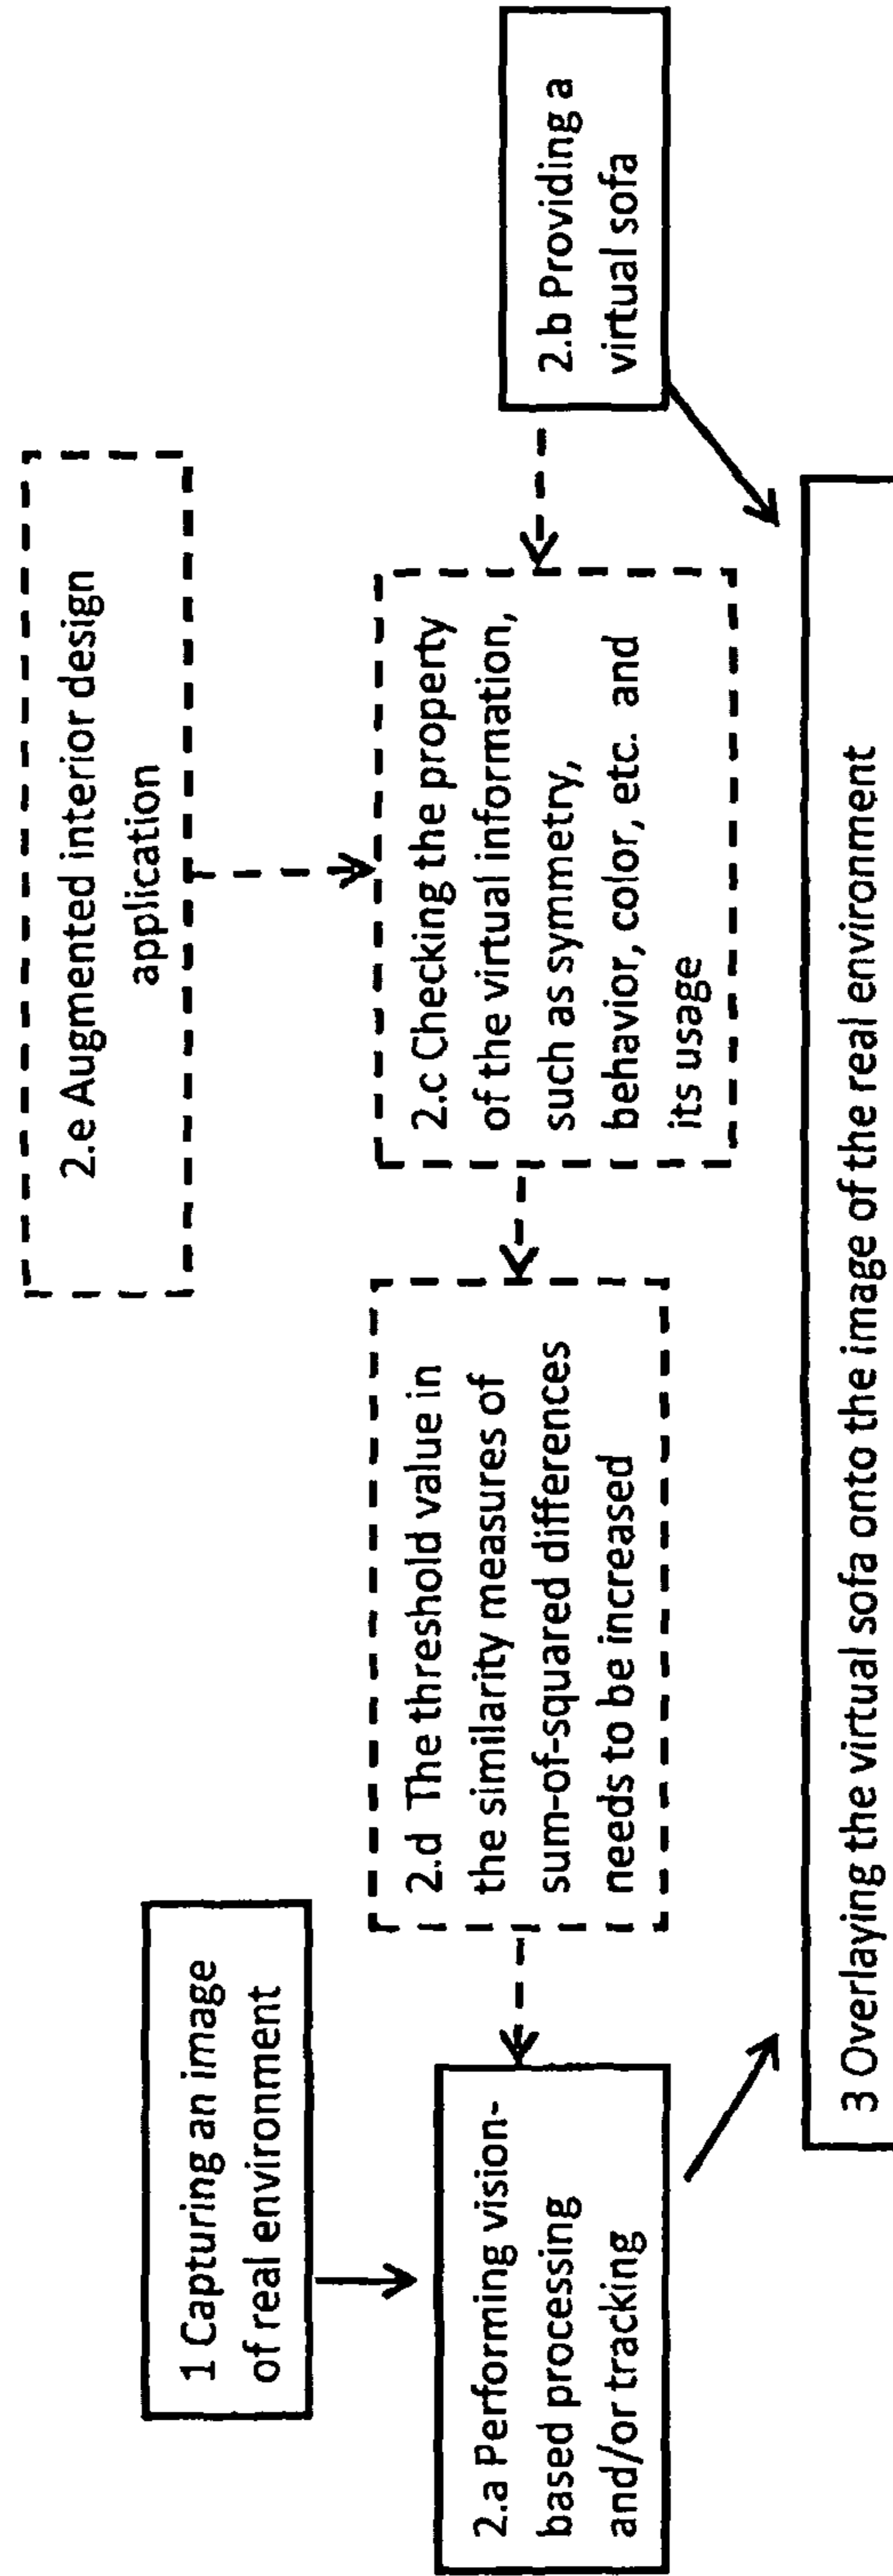 1 Capturing an image
of real environment
2.e Augmented interior design
application
2.a Performing vision-
based processing
and/or tracking
2.d The threshold value in
the similarity measures of
sum-of-squared differences
needs to be increased
2.c Checking the property
of the virtual information,
such as symmetry,
behavior, color, etc. and
its usage
2.b Providing a
virtual sofa
3 Overlaying the virtual sofa onto the image of the real environment